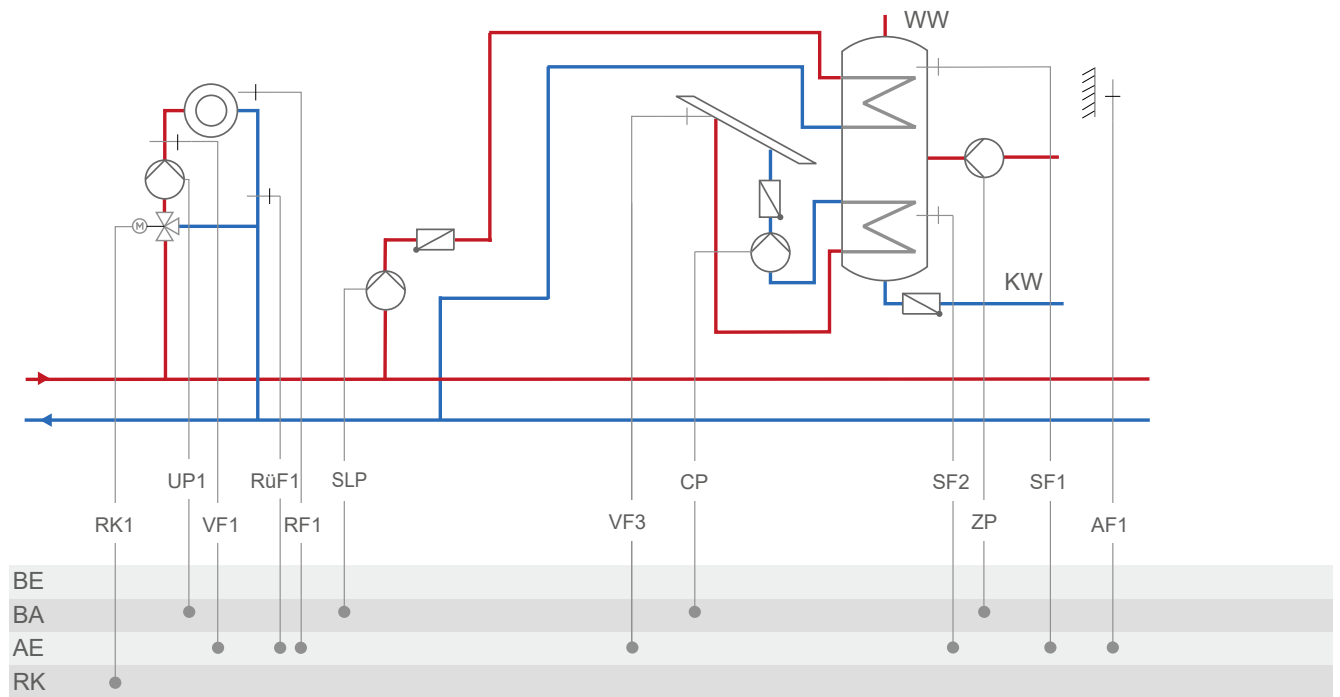 WW
M
KW
UP1 RüF1 SLP CP SF2 SF1
RK1 VF1 RF1 VF3 ZP AF1
BE
BA
AE
RK